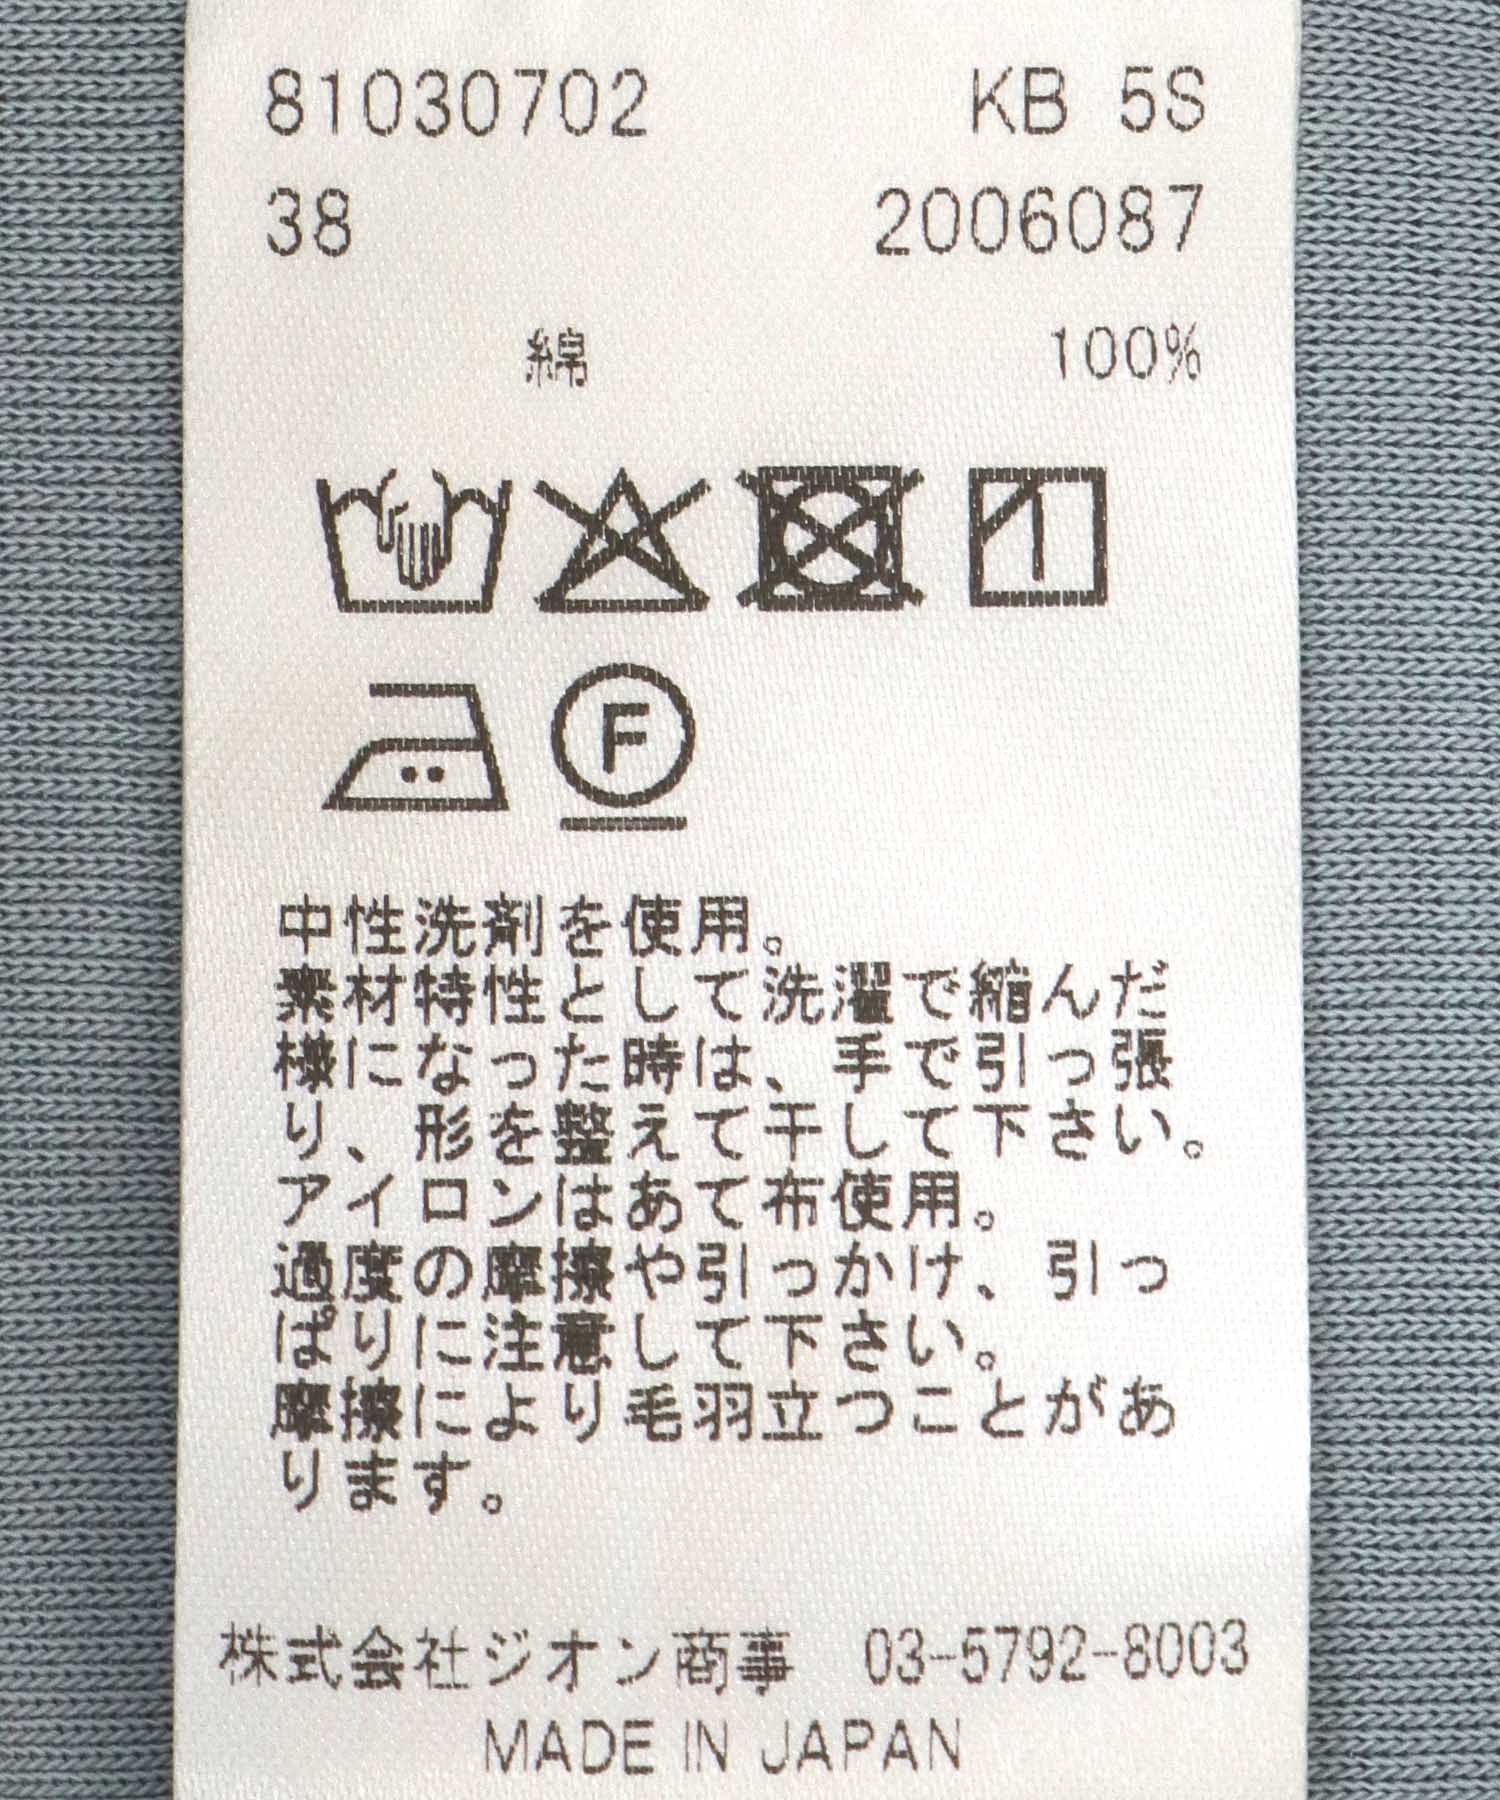 81030702 KB 5S
38 2006087
綿 100%
F
中性洗剤を使用。
素材特性として洗濯で縮んだ
様になった時は、手で引っ張
り、形を整えて干して下さい。
アイロンはあて布使用。
過度の摩擦や引っかけ、引っ
ぱりに注意して下さい。
摩擦により毛羽立つことがあ
ります。
株式会社ジオン商事 03-5792-8003
MADE IN JAPAN